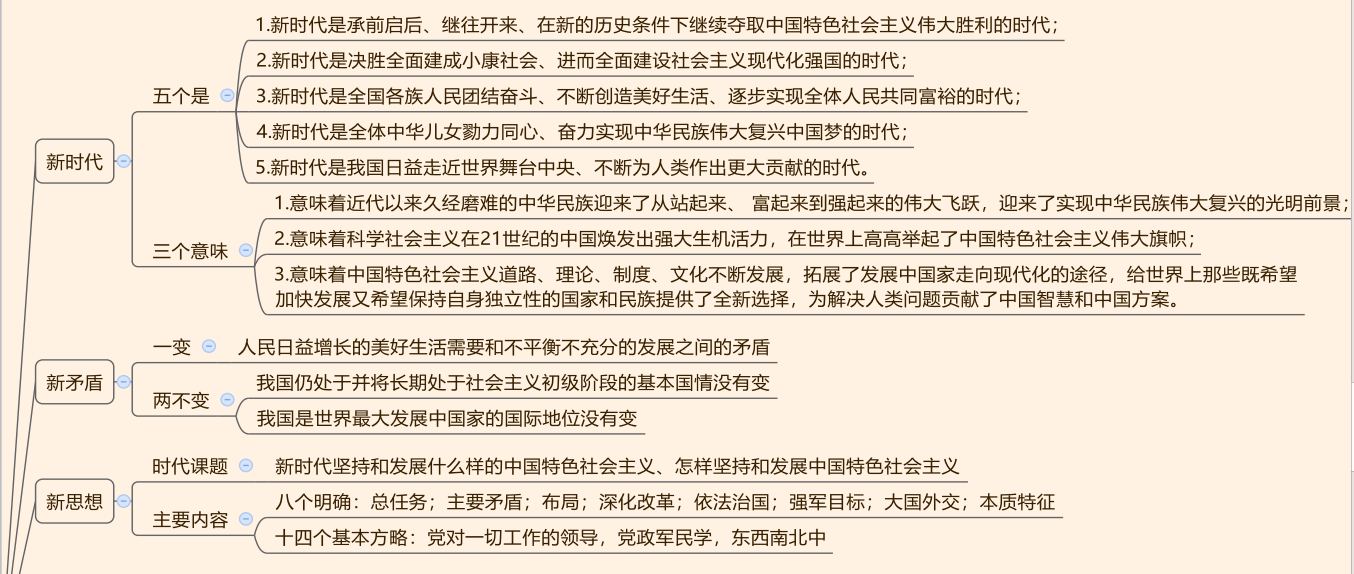 新时代
五个是
1.新时代是承前启后、继往开来、在新的历史条件下继续夺取中国特色社会主义伟大胜利的时代；
2.新时代是决胜全面建成小康社会、进而全面建设社会主义现代化强国的时代；
3.新时代是全国各族人民团结奋斗、不断创造美好生活、逐步实现全体人民共同富裕的时代；
4.新时代是全体中华儿女勠力同心、奋力实现中华民族伟大复兴中国梦的时代；
5.新时代是我国日益走近世界舞台中央、不断为人类作出更大贡献的时代。
三个意味
1.意味着近代以来久经磨难的中华民族迎来了从站起来、 富起来到强起来的伟大飞跃，迎来了实现中华民族伟大复兴的光明前景；
2.意味着科学社会主义在21世纪的中国焕发出强大生机活力，在世界上高高举起了中国特色社会主义伟大旗帜；
3.意味着中国特色社会主义道路、理论、制度、文化不断发展，拓展了发展中国家走向现代化的途径，给世界上那些既希望
加快发展又希望保持自身独立性的国家和民族提供了全新选择，为解决人类问题贡献了中国智慧和中国方案。
新矛盾
一变
人民日益增长的美好生活需要和不平衡不充分的发展之间的矛盾
两不变
我国仍处于并将长期处于社会主义初级阶段的基本国情没有变
我国是世界最大发展中国家的国际地位没有变
新思想
时代课题
新时代坚持和发展什么样的中国特色社会主义、怎样坚持和发展中国特色社会主义
主要内容
八个明确：总任务；主要矛盾；布局；深化改革；依法治国；强军目标；大国外交；本质特征
十四个基本方略：党对一切工作的领导，党政军民学，东西南北中